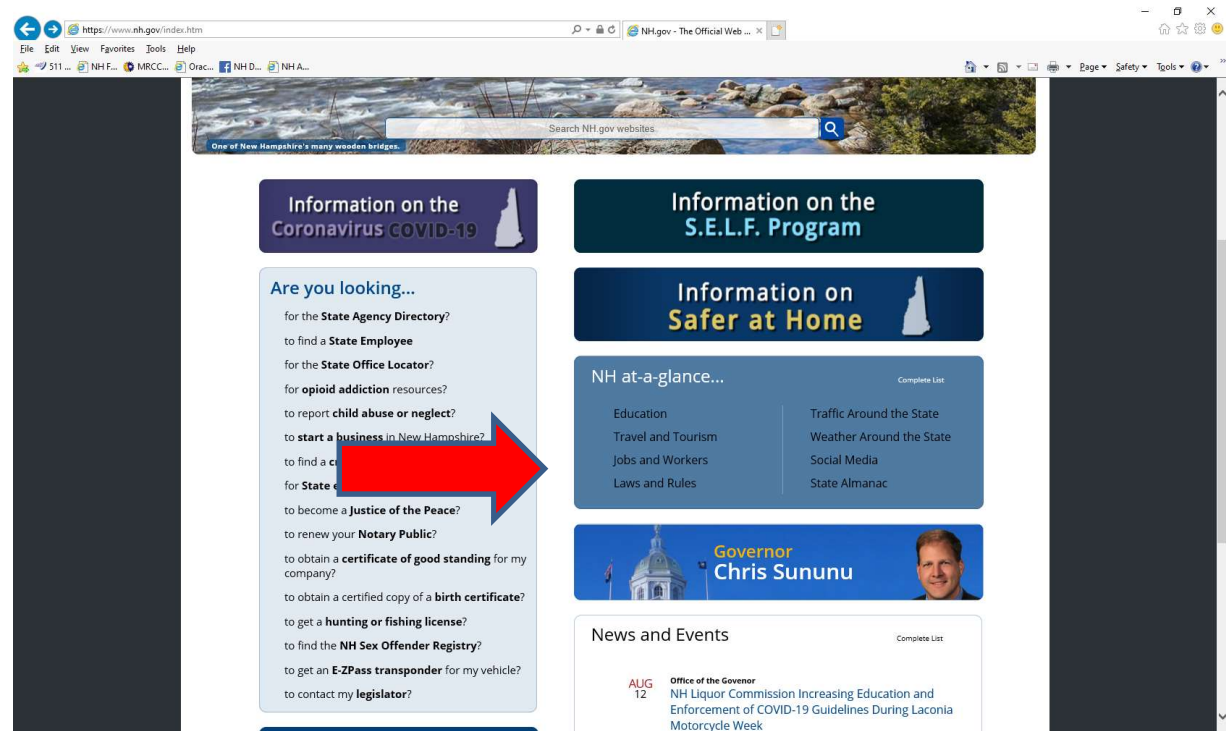 https://www.nh.gov/index.htm
NH.gov - The Official Web ...
File Edit View Favorites Tools Help
511 ... NH F... MRCC... Orac... NH D... NH A...
Page Safety Tools
Search NH.gov websites
One of New Hampshire's many wooden bridges.
Information on the
Coronavirus COVID-19
Are you looking...
for the State Agency Directory?
to find a State Employee
for the State Office Locator?
for opioid addiction resources?
to report child abuse or neglect?
to start a business in New Hampshire?
to find a
for State
to become a Justice of the Peace?
to renew your Notary Public?
to obtain a certificate of good standing for my
company?
to obtain a certified copy of a birth certificate?
to get a hunting or fishing license?
to find the NH Sex Offender Registry?
to get an E-ZPass transponder for my vehicle?
to contact my legislator?
Information on the
S.E.L.F. Program
Information on
Safer at Home
NH at-a-glance...
Complete List
Education
Travel and Tourism
Jobs and Workers
Laws and Rules
Traffic Around the State
Weather Around the State
Social Media
State Almanac
Governor
Chris Sununu
News and Events
Complete List
AUG
12
Office of the Govenor
NH Liquor Commission Increasing Education and
Enforcement of COVID-19 Guidelines During Laconia
Motorcycle Week